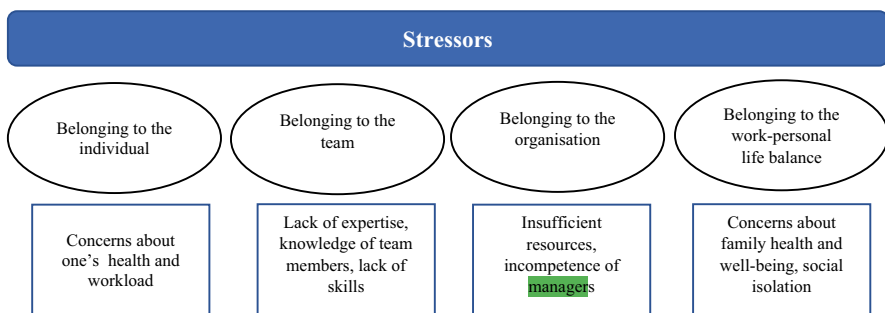 Stressors
Belonging to the
individual
Belonging to the
team
Belonging to the
organisation
Belonging to the
work-personal
life balance
Concerns about
one's health and
workload
Lack of expertise,
knowledge of team
members, lack of
skills
Insufficient
resources,
incompetence of
managers
Concerns about
family health and
well-being, social
isolation